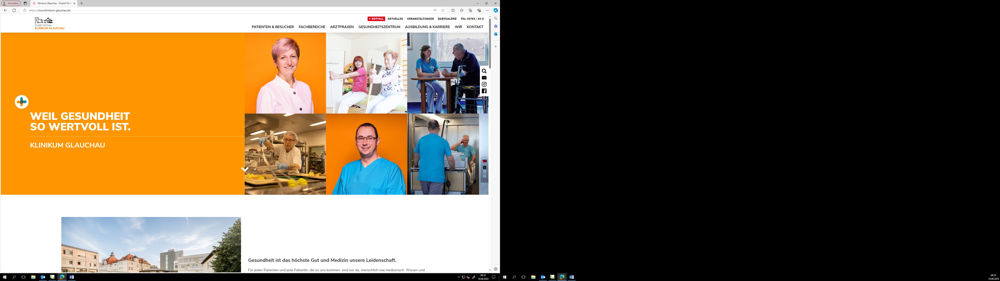 Anmelden
Klinikum Glauchau - Rudolf Virch
https://www.klinikum-glauchau.de
Rudolf Virchow
KLINIKUM GLAUCHAU
+ NOTFALL
AKTUELLES
VERANSTALTUNGEN
BABYGALERIE
TEL: 03763 / 43-0
PATIENTEN & BESUCHER
FACHBEREICHE
ARZTPRAXEN
GESUNDHEITSZENTRUM
AUSBILDUNG & KARRIERE
WIR
KONTAKT
WEIL GESUNDHEIT
SO WERTVOLL IST.
KLINIKUM GLAUCHAU
Gesundheit ist das höchste Gut und Medizin unsere Leidenschaft.
Für jeden Patienten und jede Patientin, die zu uns kommen, sind wir da, menschlich wie medizinisch. Wissen und
09:33
16.08.2024
09:33
16.08.2024